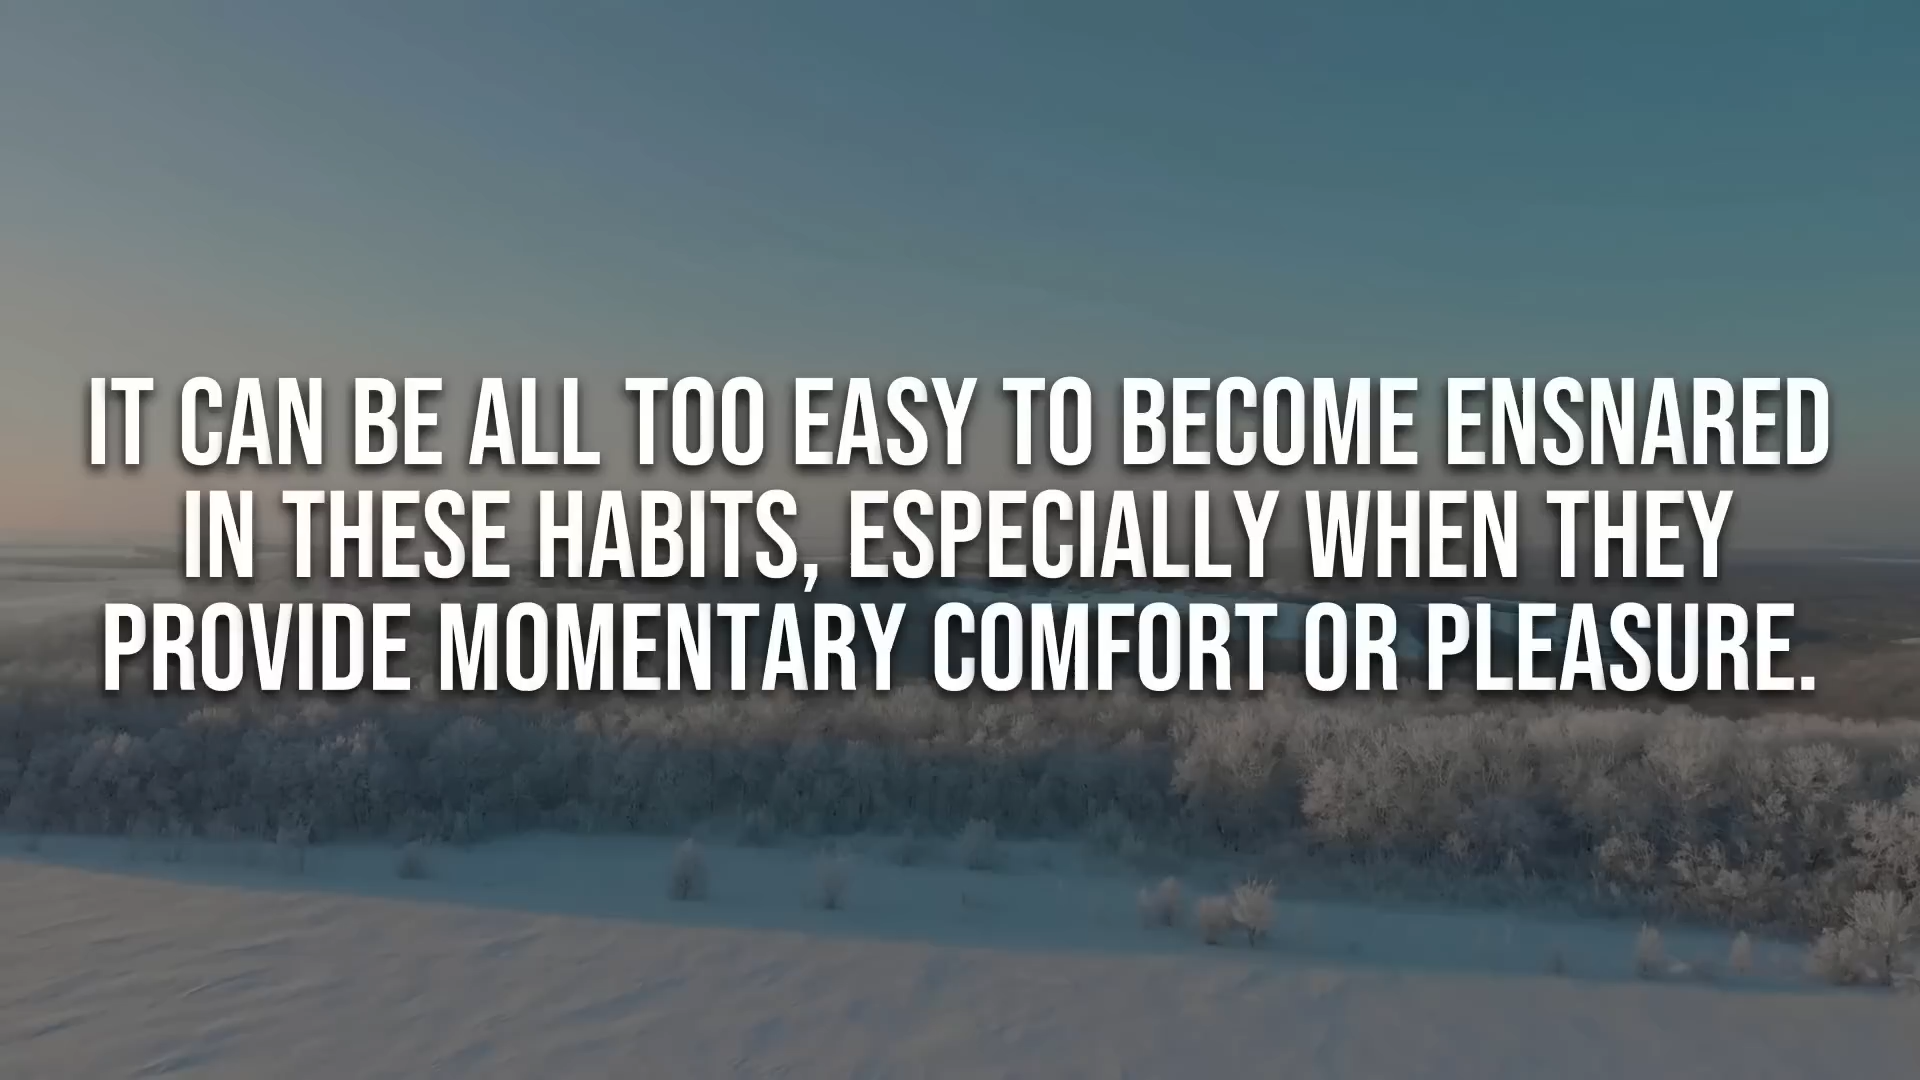 IT CAN BE ALL TOO EASY TO BECOME ENSNARED
IN THESE HABITS, ESPECIALLY WHEN THEY
PROVIDE MOMENTARY COMFORT OR PLEASURE.